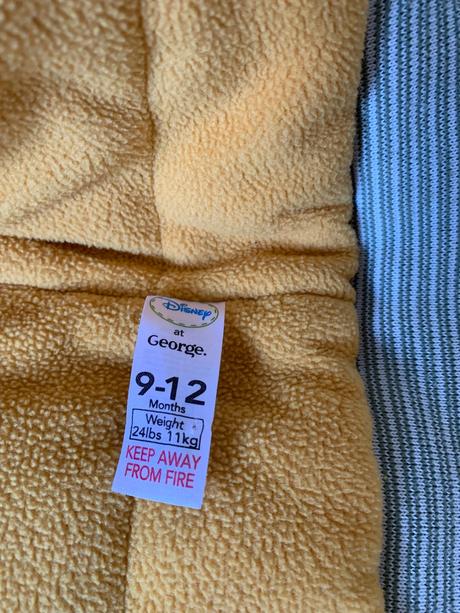 Disney
at
George.
9-12
Months
Weight
24lbs 11kg
KEEP AWAY
FROM FIRE